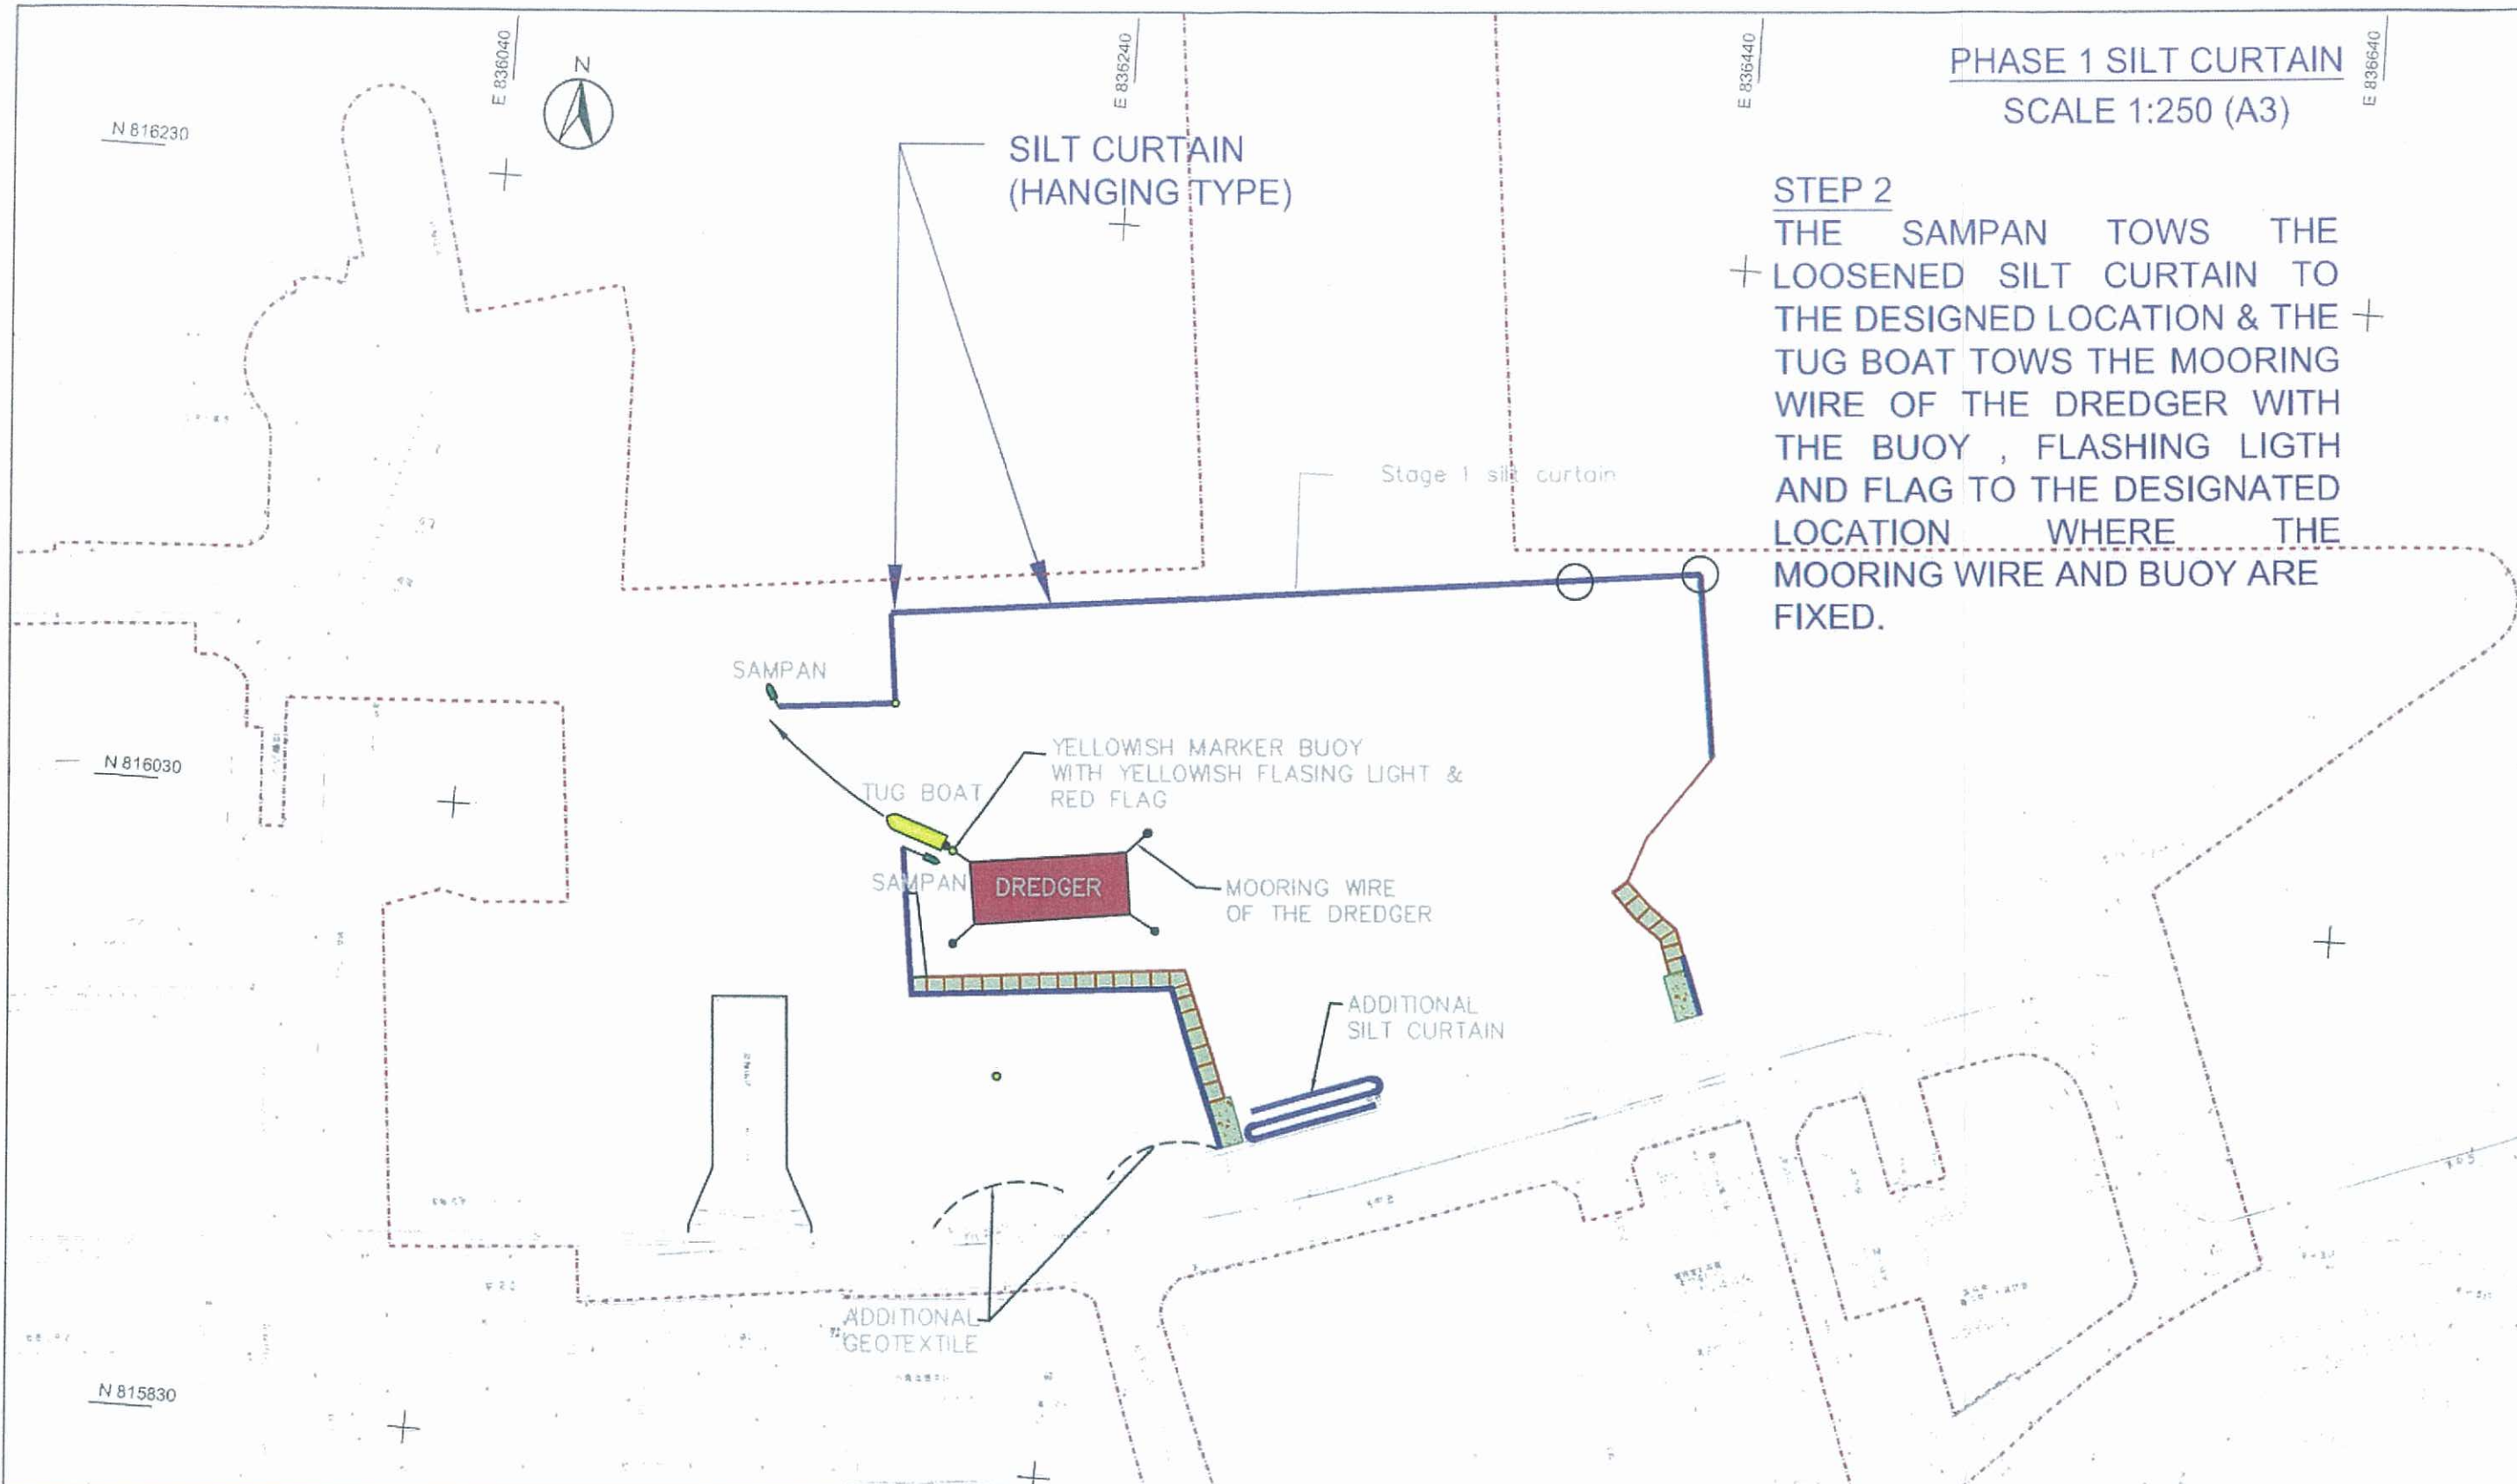 E 836040
E 836240
E 836440
E 836640
PHASE 1 SILT CURTAIN
SCALE 1:250 (A3)
N
N 816230
SILT CURTAIN
(HANGING TYPE)
STEP 2
THE SAMPAN TOWS THE
LOOSENED SILT CURTAIN TO
THE DESIGNED LOCATION & THE
TUG BOAT TOWS THE MOORING
WIRE OF THE DREDGER WITH
THE BUOY , FLASHING LIGTH
AND FLAG TO THE DESIGNATED
LOCATION WHERE THE
MOORING WIRE AND BUOY ARE
FIXED.
Stage 1 silt curtain
SAMPAN
N 816030
YELLOWISH MARKER BUOY
WITH YELLOWISH FLASING LIGHT &
RED FLAG
TUG BOAT
SAMPAN
DREDGER
MOORING WIRE
OF THE DREDGER
ADDITIONAL
SILT CURTAIN
ADDITIONAL
GEOTEXTILE
N 815830